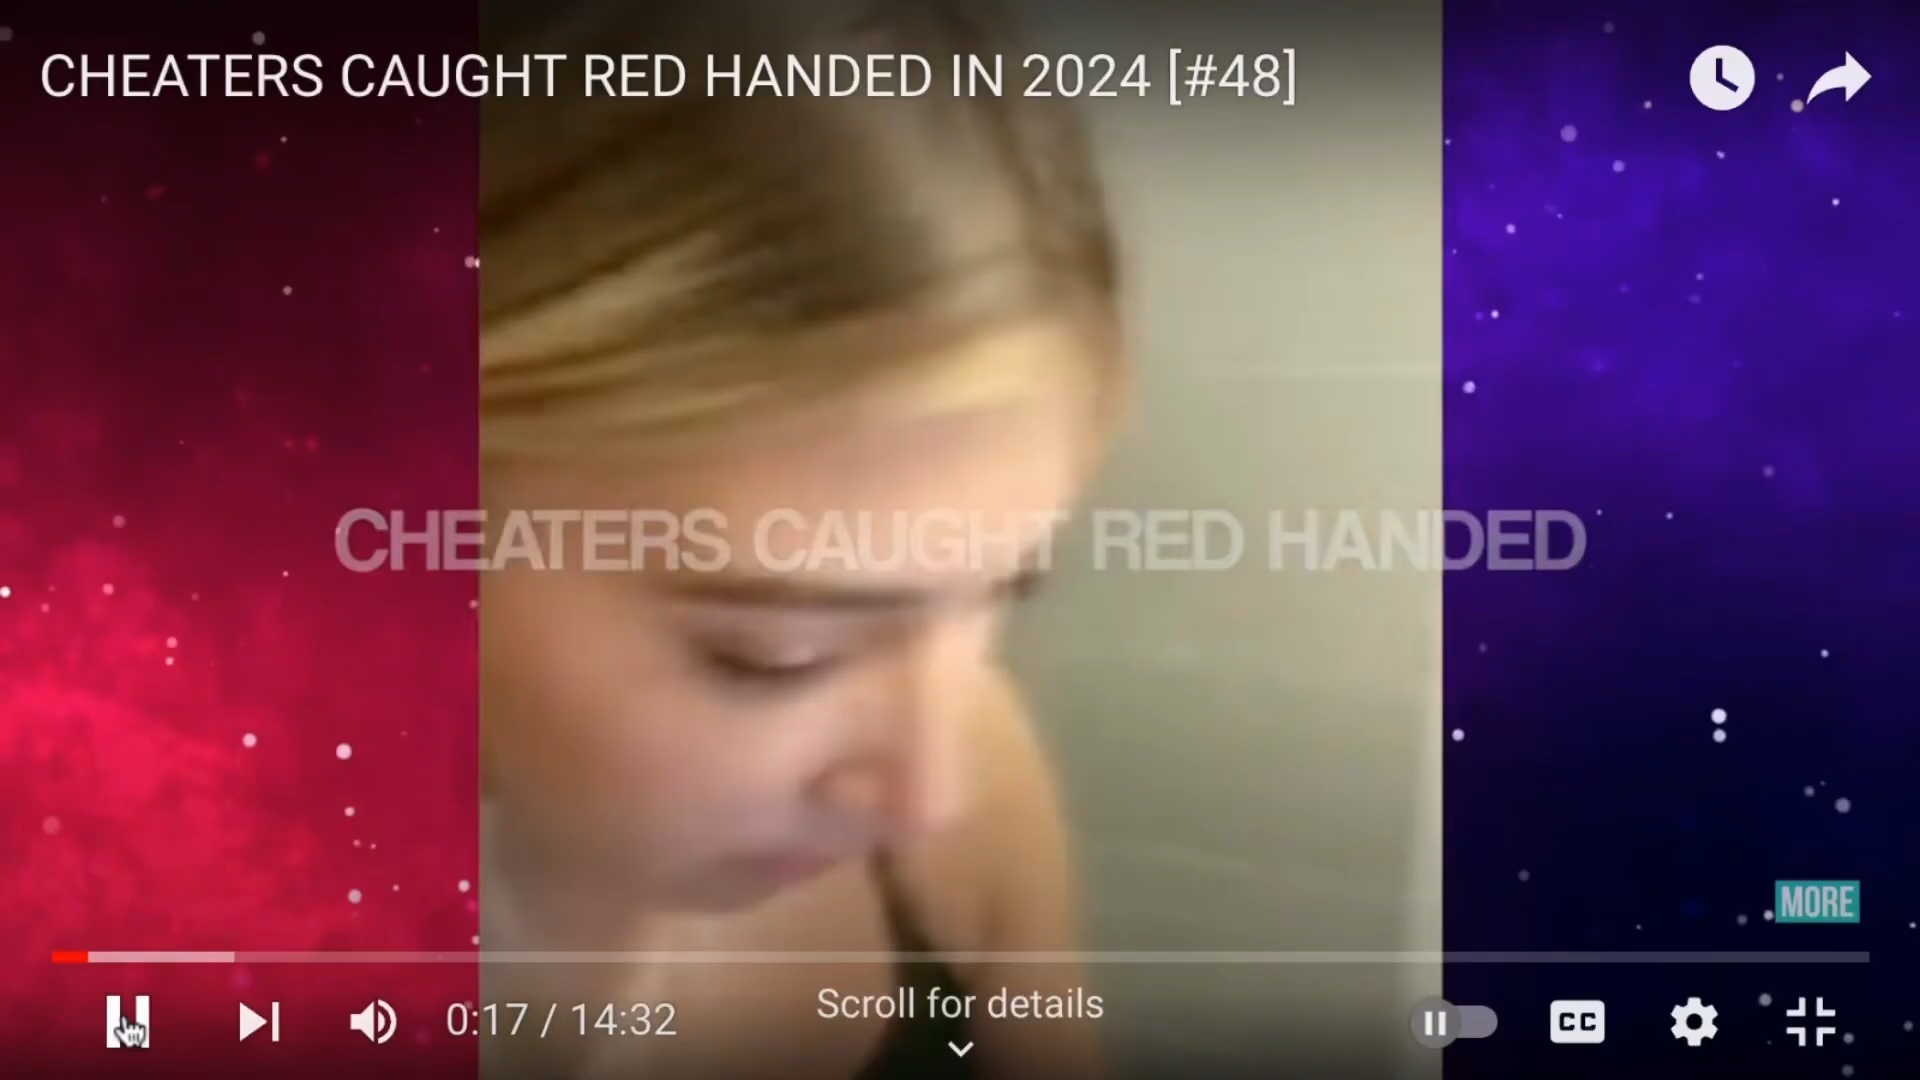 CHEATERS CAUGHT RED HANDED IN 2024 [#48]
CHEATERS CAUGHT RED HANDED
MORE
0:17 / 14:32
Scroll for details
CC